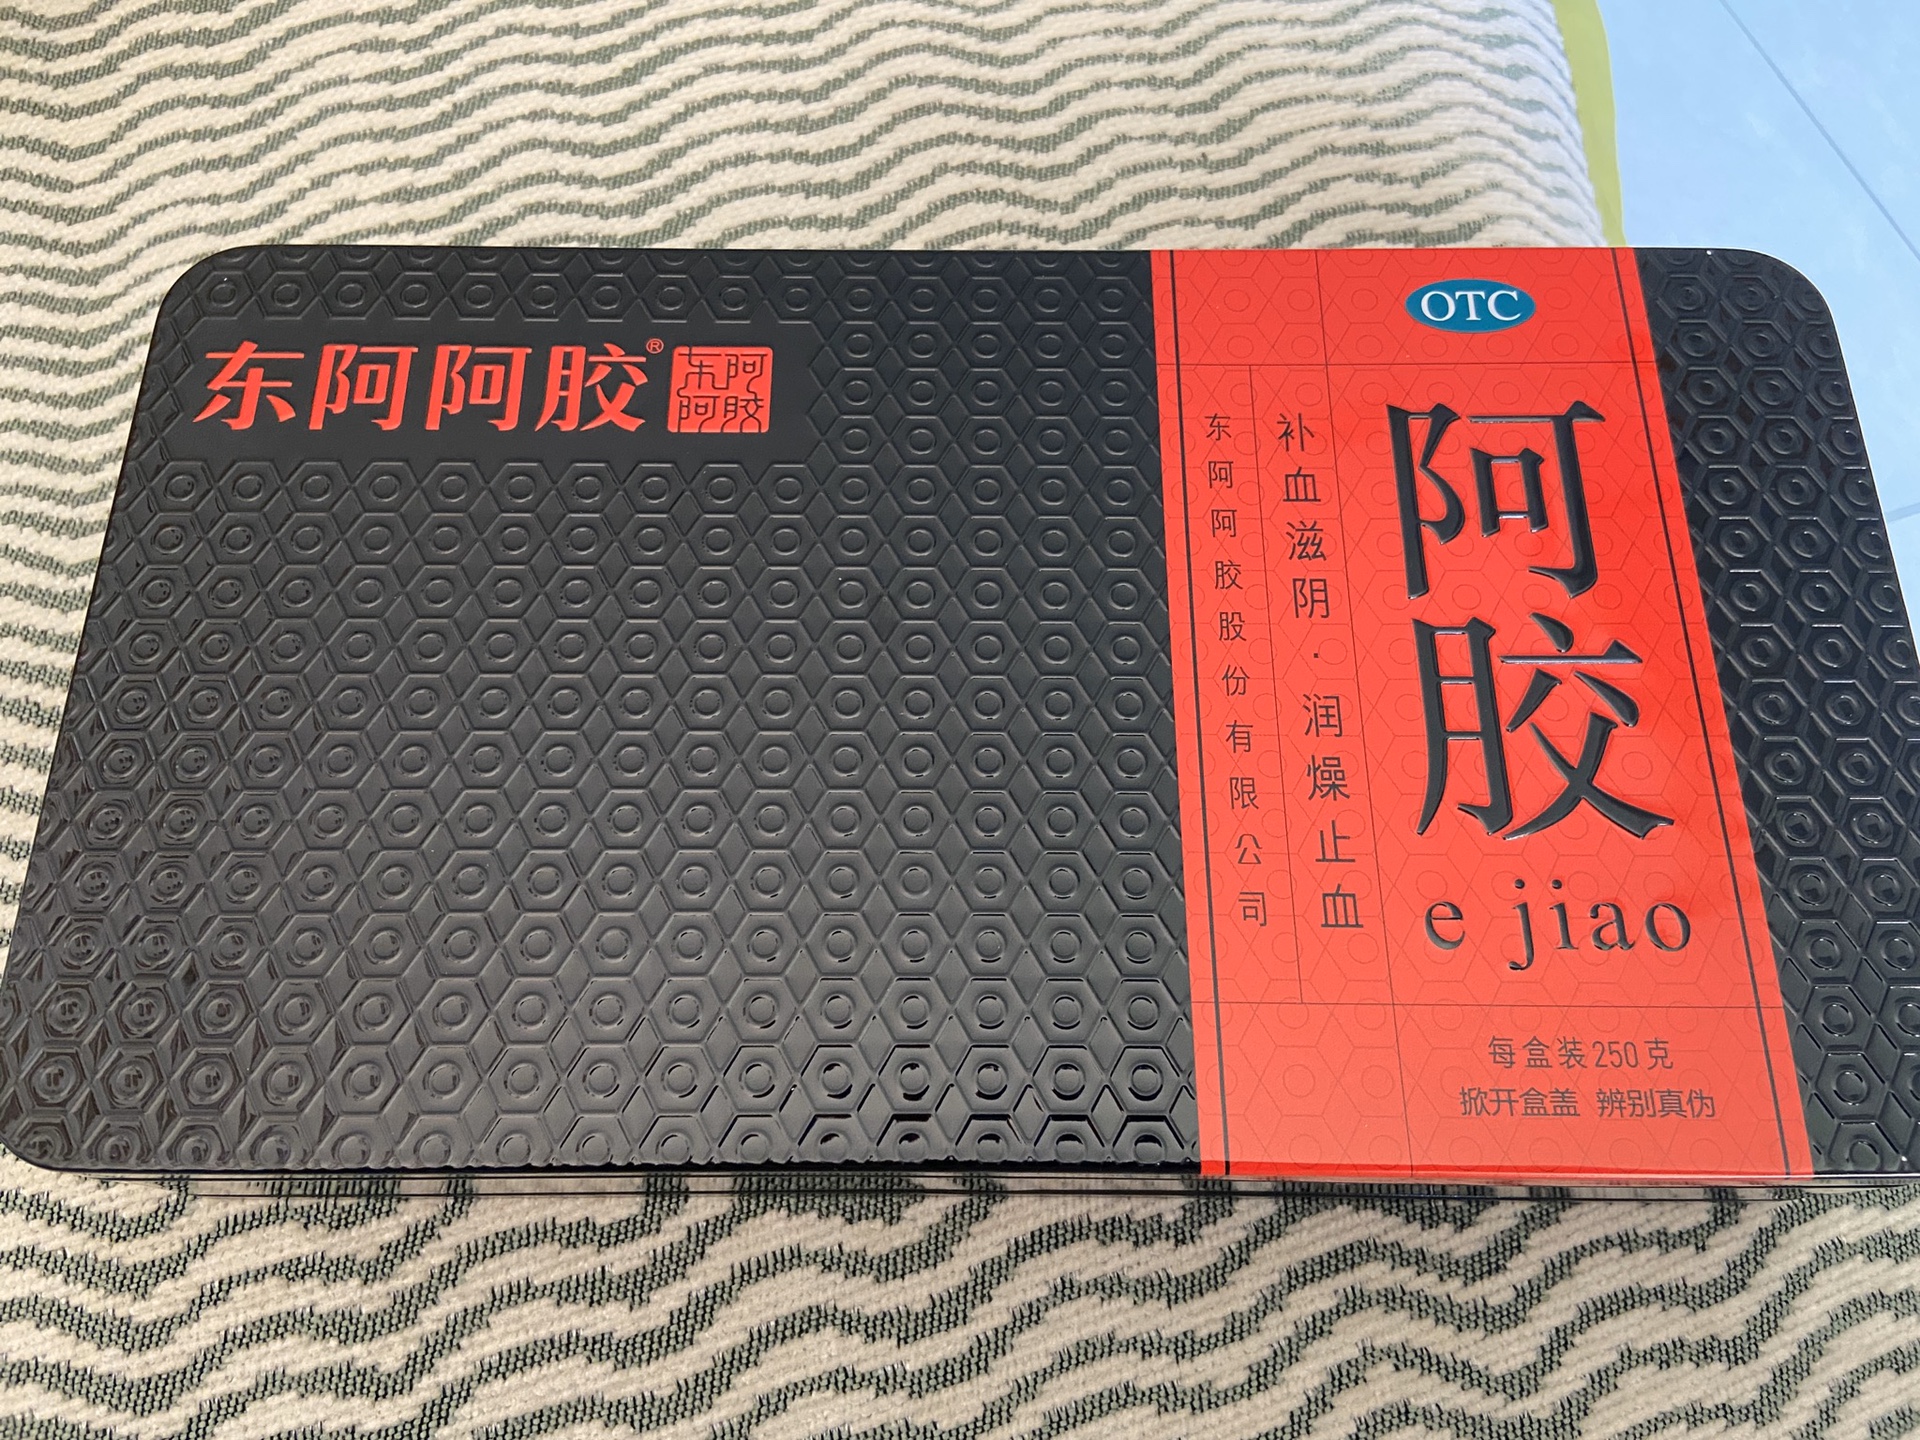 东阿阿胶®
东阿阿胶
OTC
阿胶
e jiao
补血滋阴·润燥止血
东阿阿胶股份有限公司
每盒装250克
掀开盒盖 辨别真伪